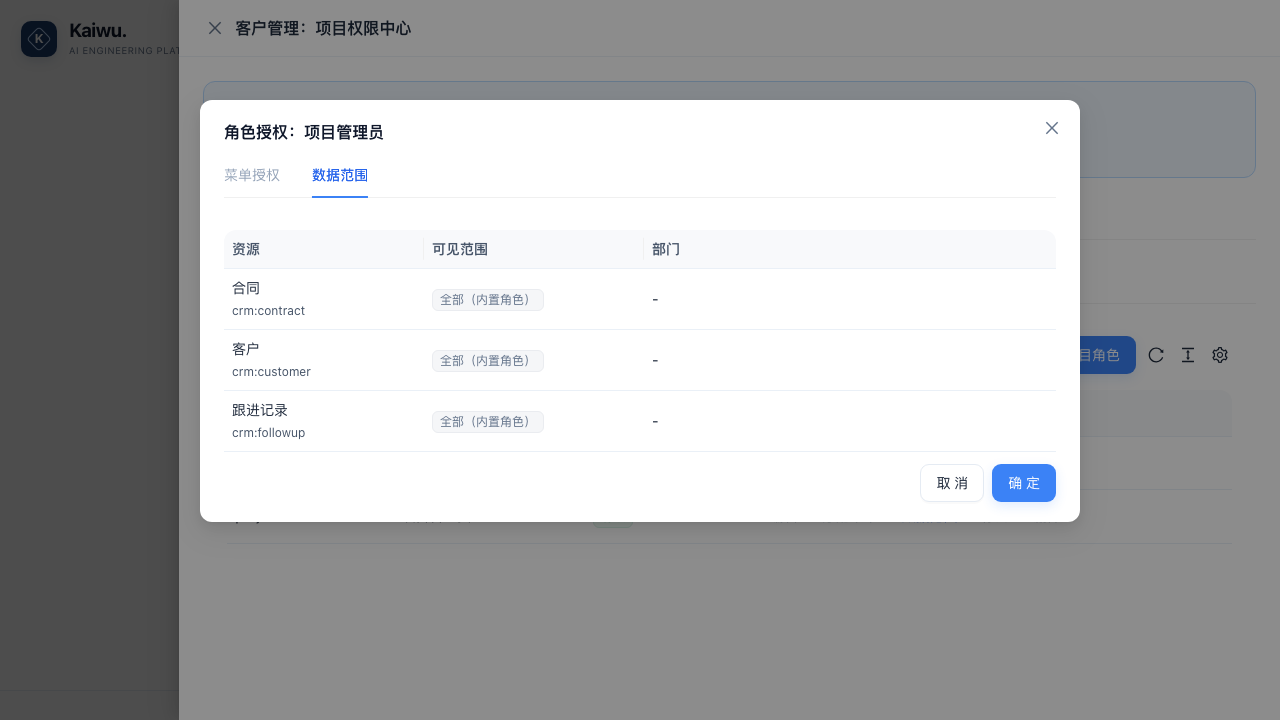 K
Kaiwu.
AI ENGINEERING PLAT
客户管理：项目权限中心
角色授权：项目管理员
菜单授权
数据范围
资源
可见范围
部门
合同
crm:contract
全部（内置角色）
-
客户
crm:customer
全部（内置角色）
-
目角色
跟进记录
crm:followup
全部（内置角色）
-
取 消
确 定